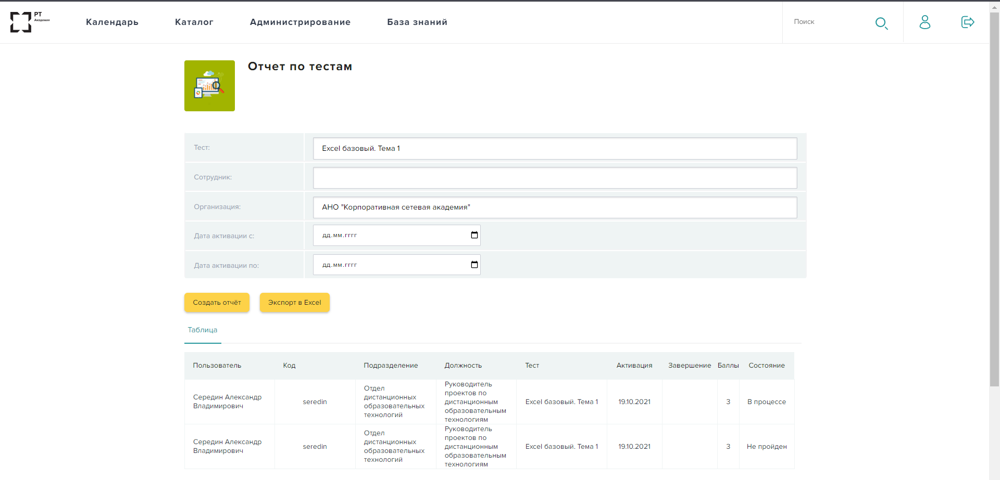 РТ
Академия
Календарь
Каталог
Администрирование
База знаний
Поиск
Отчет по тестам
Тест:
Excel базовый. Тема 1
Сотрудник:
Организация:
АНО "Корпоративная сетевая академия"
Дата активации с:
дд.мм.гггг
Дата активации по:
дд.мм.гггг
Создать отчёт
Экспорт в Excel
Таблица
Пользователь Код Подразделение Должность Тест Активация Завершение Баллы Состояние
Середин Александр
Владимирович
seredin
Отдел
дистанционных
образовательных
технологий
Руководитель
проектов по
дистанционным
образовательным
технологиям
Excel базовый. Тема 1
19.10.2021
3
В процессе
Середин Александр
Владимирович
seredin
Отдел
дистанционных
образовательных
технологий
Руководитель
проектов по
дистанционным
образовательным
технологиям
Excel базовый. Тема 1
19.10.2021
3
Не пройден